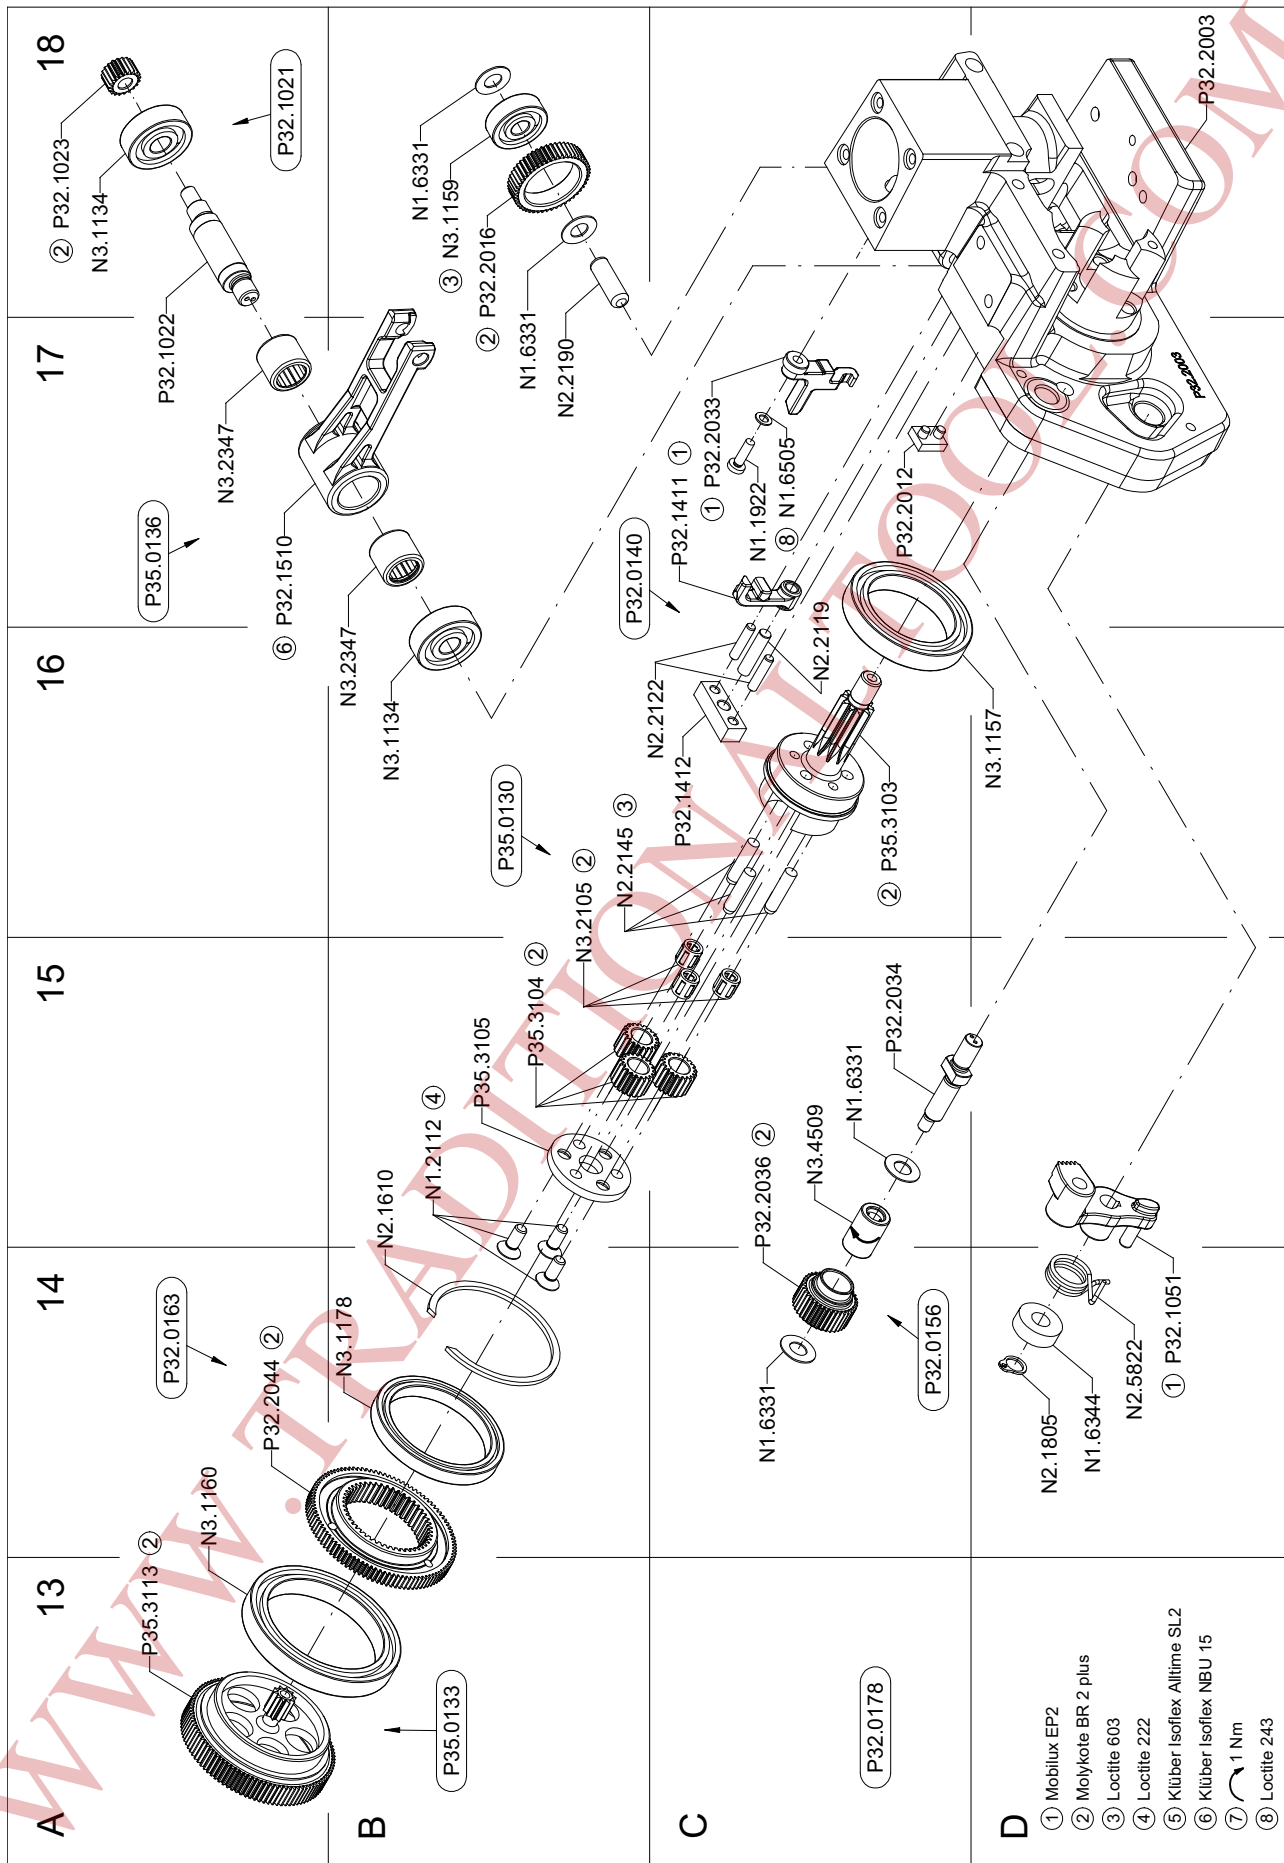 13
14
15
16
17
18
A
B
C
D
P35.3113 ②
N3.1160
P35.0133
P32.0163
P32.2044 ②
N3.1178
N2.1610
N1.2112 ④
P35.3105
P35.3104 ②
N3.2105 ②
N2.2145 ③
P35.0130
② P35.3103
N3.1157
P35.0136
⑥ P32.1510
N3.2347
N3.1134
N3.2347
P32.1022
N3.1134
② P32.1023
P32.1021
N1.6331
③ N3.1159
② P32.2016
N1.6331
N2.2190
P32.0140
P32.1411 ①
① P32.2033
N1.1922
⑧ N1.6505
N2.2122
N2.2119
P32.1412
P32.2012
P32.2003
P32.2003
P32.2036 ②
N3.4509
N1.6331
P32.2034
N1.6331
P32.0156
N2.1805
N1.6344
N2.5822
① P32.1051
P32.0178
① Mobilux EP2
② Molykote BR 2 plus
③ Loctite 603
④ Loctite 222
⑤ Klüber Isoflex Alltime SL2
⑥ Klüber Isoflex NBU 15
⑦ 1 Nm
⑧ Loctite 243
WWW.TRADITIONALTOOL.COM